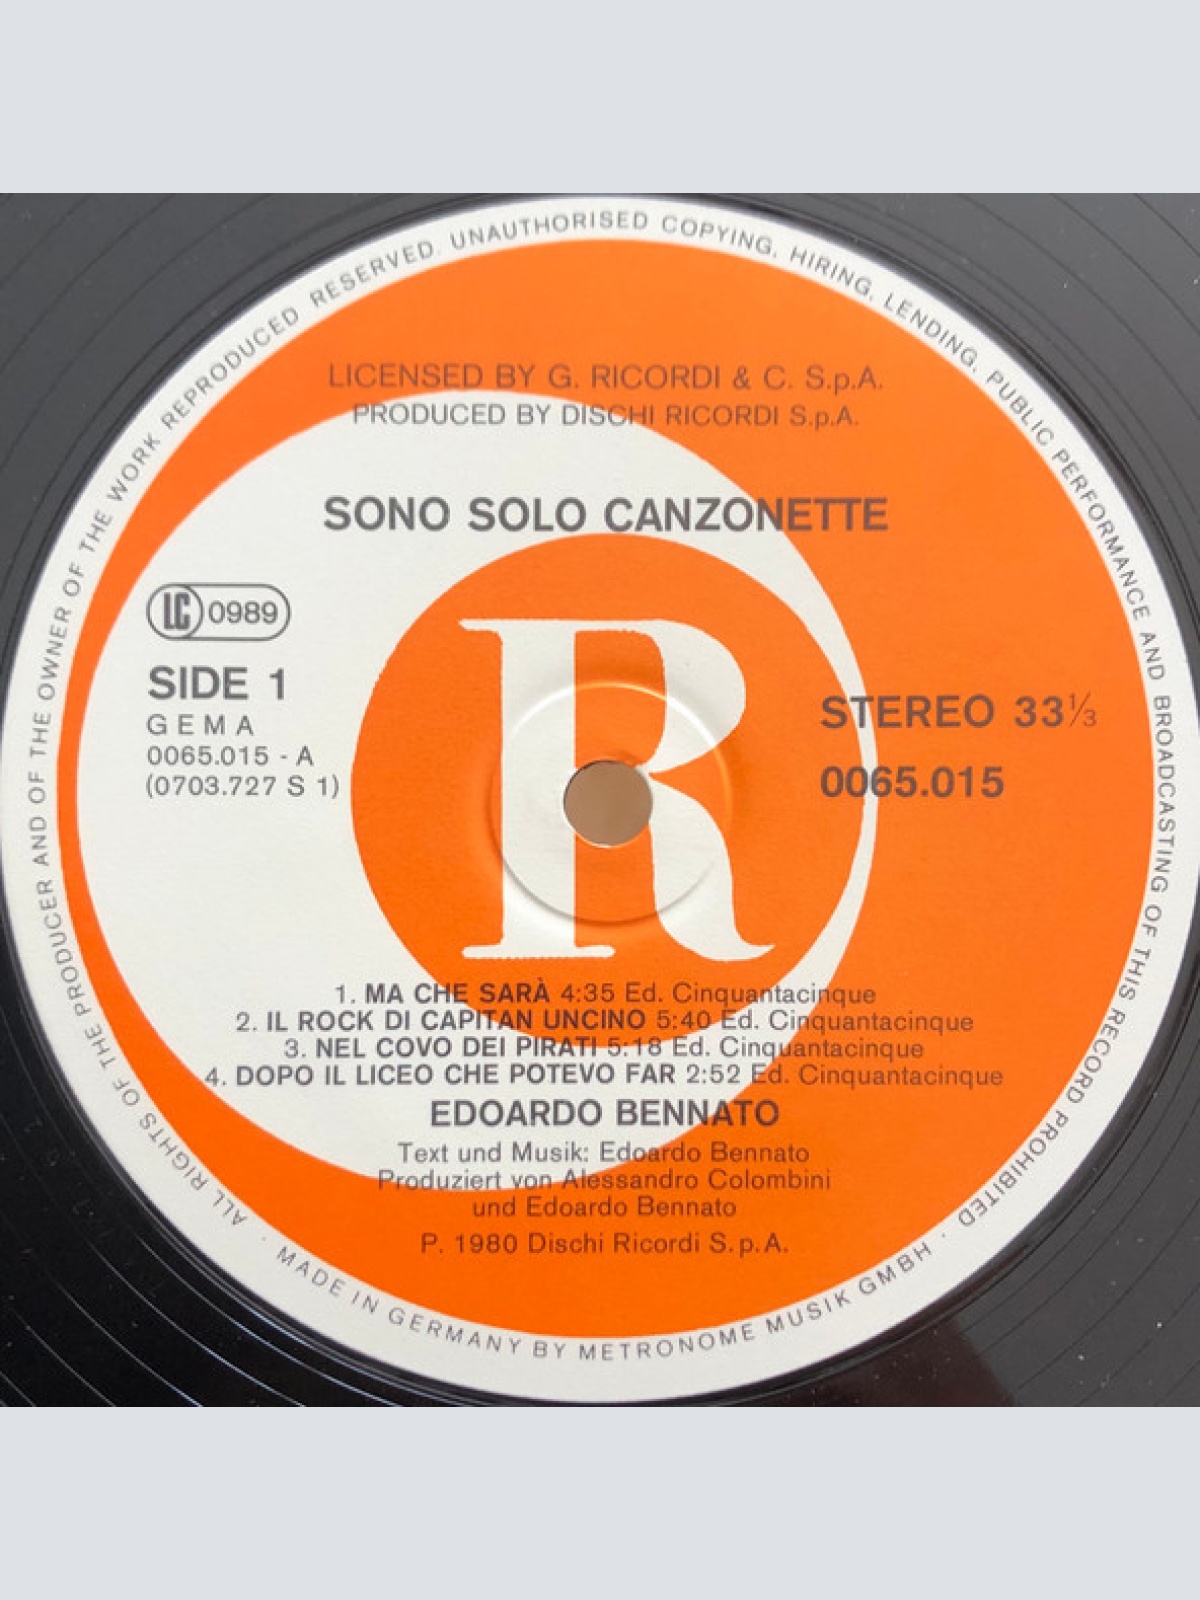 ALL RIGHTS OF THE PRODUCER AND OF THE OWNER OF THE WORK REPRODUCED RESERVED. UNAUTHORISED COPYING, HIRING, LENDING, PUBLIC PERFORMANCE AND BROADCASTING OF THIS RECORD PROHIBITED ·
LICENSED BY G. RICORDI & C. S.p.A.
PRODUCED BY DISCHI RICORDI S.p.A.
SONO SOLO CANZONETTE
LC 0989
SIDE 1
GEMA
0065.015 - A
(0703.727 S 1)
STEREO 33⅓
0065.015
R
1. MA CHE SARÀ 4:35 Ed. Cinquantacinque
2. IL ROCK DI CAPITAN UNCINO 5:40 Ed. Cinquantacinque
3. NEL COVO DEI PIRATI 5:18 Ed. Cinquantacinque
4. DOPO IL LICEO CHE POTEVO FAR 2:52 Ed. Cinquantacinque
EDOARDO BENNATO
Text und Musik: Edoardo Bennato
Produziert von Alessandro Colombini
und Edoardo Bennato
P. 1980 Dischi Ricordi S.p.A.
· MADE IN GERMANY BY METRONOME MUSIK GMBH